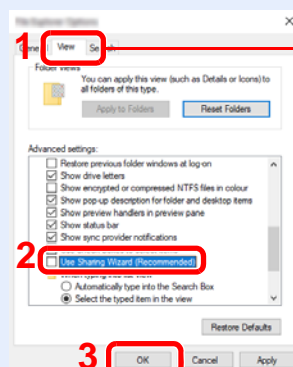 File Explorer Options
1
General View Search
Folder views
You can apply this view (such as Details or Icons) to
all folders of this type.
Apply to Folders Reset Folders
Advanced settings:
Restore previous folder windows at log on
Show drive letters
Show encrypted or compressed NTFS files in colour
Show pop-up description for folder and desktop items
Show preview handlers in preview pane
Show status bar
Show sync provider notifications
2
Use Sharing Wizard (Recommended)
When typing into list view
Automatically type into the Search Box
Select the typed item in the view
Restore Defaults
3
OK Cancel Apply